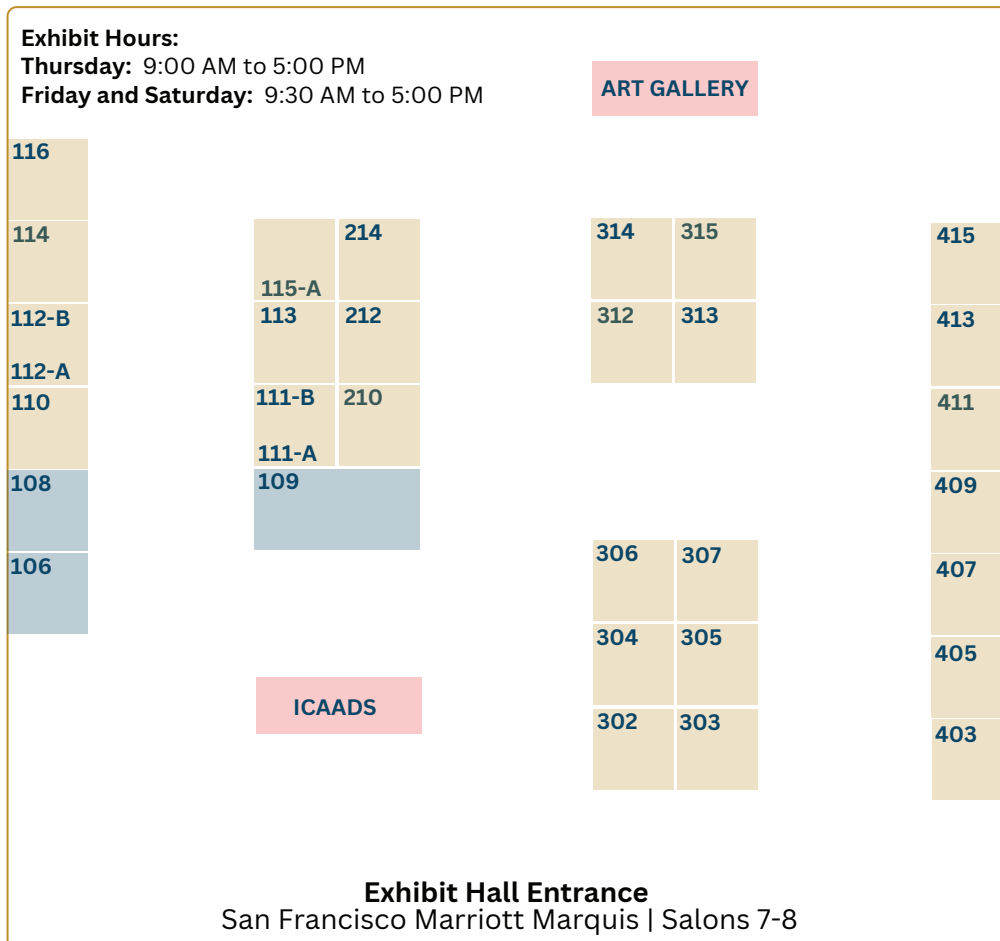 Exhibit Hours:
Thursday: 9:00 AM to 5:00 PM
Friday and Saturday: 9:30 AM to 5:00 PM
ART GALLERY
116
114
112-B
112-A
110
108
106
115-A
214
113
212
111-B
210
111-A
109
ICAADS
314
315
312
313
306
307
304
305
302
303
415
413
411
409
407
405
403
Exhibit Hall Entrance
San Francisco Marriott Marquis | Salons 7-8